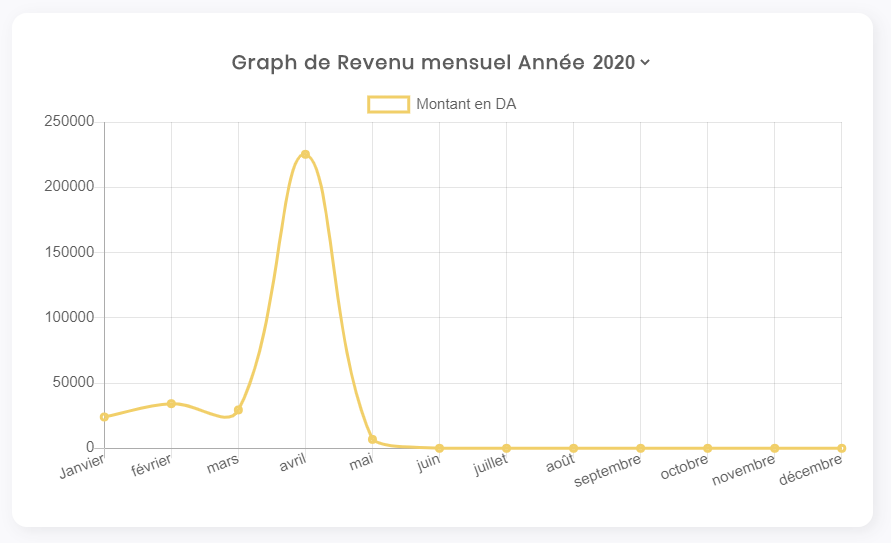 Graph de Revenu mensuel Année 2020
Montant en DA
250000
200000
150000
100000
50000
0
Janvier février mars avril mai juin juillet août septembre octobre novembre décembre